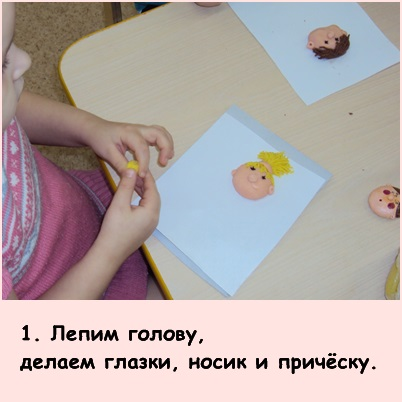 1. Лепим голову,
делаем глазки, носик и причёску.